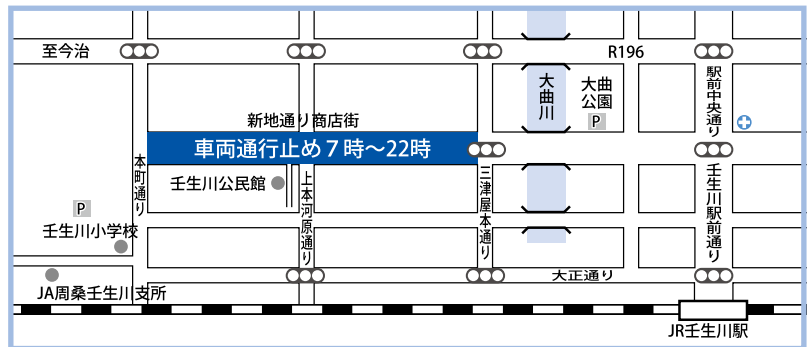 至今治
R196
大曲川
大曲
公園
P
駅前中央通り
新地通り商店街
車両通行止め７時～22時
本町通り
壬生川公民館
上本河原通り
三津屋本通り
壬生川駅前通り
P
壬生川小学校
大正通り
JA周桑壬生川支所
JR壬生川駅